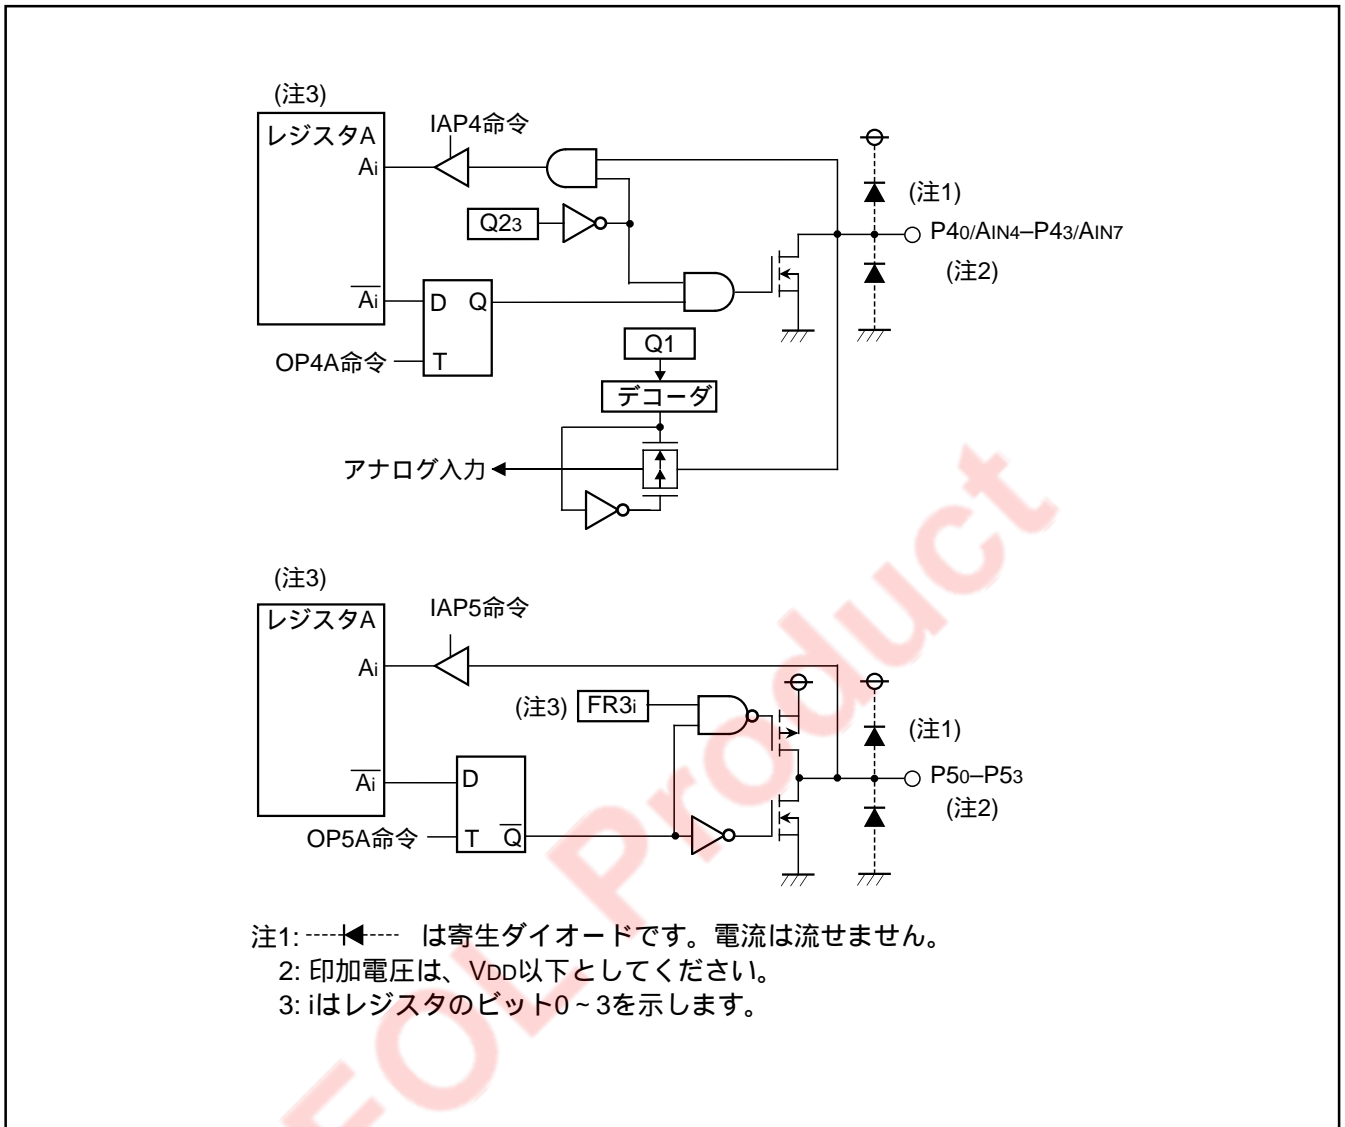 (注3)
レジスタA
IAP4命令
Ai
(注1)
Q23
P40/AIN4–P43/AIN7
(注2)
Ai
D Q
OP4A命令
T
Q1
デコーダ
アナログ入力
(注3)
レジスタA
IAP5命令
Ai
(注3) FR3i
(注1)
P50–P53
(注2)
Ai
D
OP5A命令
T Q
注1: は寄生ダイオードです。電流は流せません。
2: 印加電圧は、VDD以下としてください。
3: iはレジスタのビット0~3を示します。
EOL Product